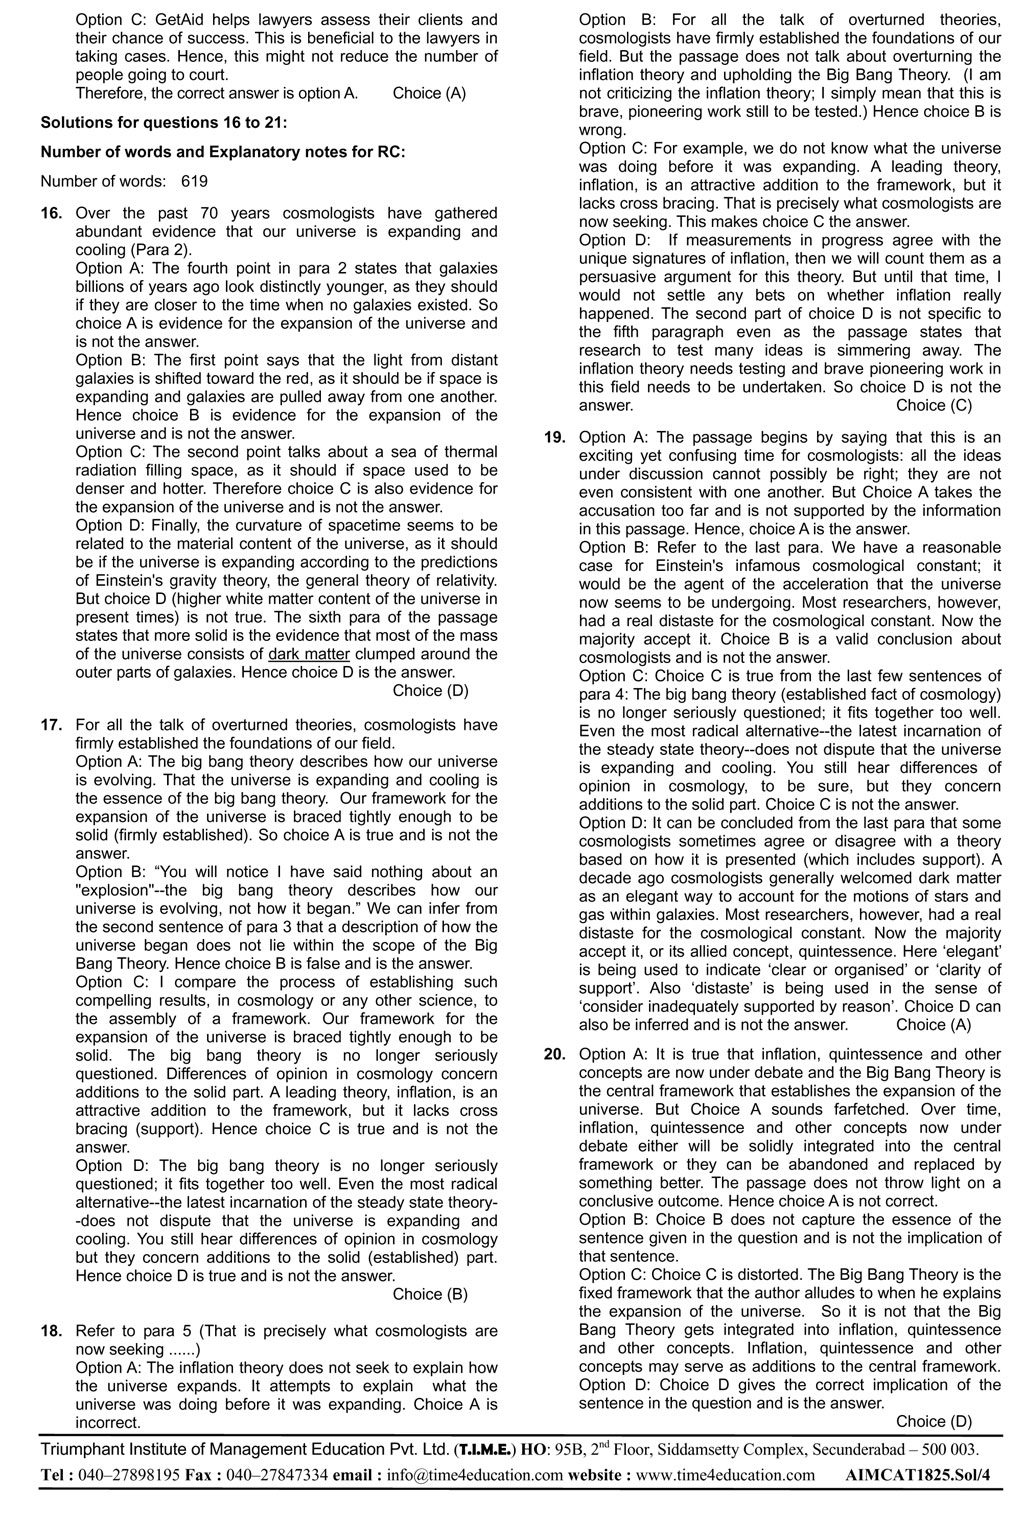 Option C: GetAid helps lawyers assess their clients and
their chance of success. This is beneficial to the lawyers in
taking cases. Hence, this might not reduce the number of
people going to court.
Therefore, the correct answer is option A. Choice (A)
Solutions for questions 16 to 21:
Number of words and Explanatory notes for RC:
Number of words: 619
16. Over the past 70 years cosmologists have gathered
abundant evidence that our universe is expanding and
cooling (Para 2).
Option A: The fourth point in para 2 states that galaxies
billions of years ago look distinctly younger, as they should
if they are closer to the time when no galaxies existed. So
choice A is evidence for the expansion of the universe and
is not the answer.
Option B: The first point says that the light from distant
galaxies is shifted toward the red, as it should be if space is
expanding and galaxies are pulled away from one another.
Hence choice B is evidence for the expansion of the
universe and is not the answer.
Option C: The second point talks about a sea of thermal
radiation filling space, as it should if space used to be
denser and hotter. Therefore choice C is also evidence for
the expansion of the universe and is not the answer.
Option D: Finally, the curvature of spacetime seems to be
related to the material content of the universe, as it should
be if the universe is expanding according to the predictions
of Einstein's gravity theory, the general theory of relativity.
But choice D (higher white matter content of the universe in
present times) is not true. The sixth para of the passage
states that more solid is the evidence that most of the mass
of the universe consists of dark matter clumped around the
outer parts of galaxies. Hence choice D is the answer.
Choice (D)
17. For all the talk of overturned theories, cosmologists have
firmly established the foundations of our field.
Option A: The big bang theory describes how our universe
is evolving. That the universe is expanding and cooling is
the essence of the big bang theory. Our framework for the
expansion of the universe is braced tightly enough to be
solid (firmly established). So choice A is true and is not the
answer.
Option B: “You will notice I have said nothing about an
"explosion"--the big bang theory describes how our
universe is evolving, not how it began.” We can infer from
the second sentence of para 3 that a description of how the
universe began does not lie within the scope of the Big
Bang Theory. Hence choice B is false and is the answer.
Option C: I compare the process of establishing such
compelling results, in cosmology or any other science, to
the assembly of a framework. Our framework for the
expansion of the universe is braced tightly enough to be
solid. The big bang theory is no longer seriously
questioned. Differences of opinion in cosmology concern
additions to the solid part. A leading theory, inflation, is an
attractive addition to the framework, but it lacks cross
bracing (support). Hence choice C is true and is not the
answer.
Option D: The big bang theory is no longer seriously
questioned; it fits together too well. Even the most radical
alternative--the latest incarnation of the steady state theory-
-does not dispute that the universe is expanding and
cooling. You still hear differences of opinion in cosmology
but they concern additions to the solid (established) part.
Hence choice D is true and is not the answer.
Choice (B)
18. Refer to para 5 (That is precisely what cosmologists are
now seeking ......)
Option A: The inflation theory does not seek to explain how
the universe expands. It attempts to explain what the
universe was doing before it was expanding. Choice A is
incorrect.
Option B: For all the talk of overturned theories,
cosmologists have firmly established the foundations of our
field. But the passage does not talk about overturning the
inflation theory and upholding the Big Bang Theory. (I am
not criticizing the inflation theory; I simply mean that this is
brave, pioneering work still to be tested.) Hence choice B is
wrong.
Option C: For example, we do not know what the universe
was doing before it was expanding. A leading theory,
inflation, is an attractive addition to the framework, but it
lacks cross bracing. That is precisely what cosmologists are
now seeking. This makes choice C the answer.
Option D: If measurements in progress agree with the
unique signatures of inflation, then we will count them as a
persuasive argument for this theory. But until that time, I
would not settle any bets on whether inflation really
happened. The second part of choice D is not specific to
the fifth paragraph even as the passage states that
research to test many ideas is simmering away. The
inflation theory needs testing and brave pioneering work in
this field needs to be undertaken. So choice D is not the
answer. Choice (C)
19. Option A: The passage begins by saying that this is an
exciting yet confusing time for cosmologists: all the ideas
under discussion cannot possibly be right; they are not
even consistent with one another. But Choice A takes the
accusation too far and is not supported by the information
in this passage. Hence, choice A is the answer.
Option B: Refer to the last para. We have a reasonable
case for Einstein's infamous cosmological constant; it
would be the agent of the acceleration that the universe
now seems to be undergoing. Most researchers, however,
had a real distaste for the cosmological constant. Now the
majority accept it. Choice B is a valid conclusion about
cosmologists and is not the answer.
Option C: Choice C is true from the last few sentences of
para 4: The big bang theory (established fact of cosmology)
is no longer seriously questioned; it fits together too well.
Even the most radical alternative--the latest incarnation of
the steady state theory--does not dispute that the universe
is expanding and cooling. You still hear differences of
opinion in cosmology, to be sure, but they concern
additions to the solid part. Choice C is not the answer.
Option D: It can be concluded from the last para that some
cosmologists sometimes agree or disagree with a theory
based on how it is presented (which includes support). A
decade ago cosmologists generally welcomed dark matter
as an elegant way to account for the motions of stars and
gas within galaxies. Most researchers, however, had a real
distaste for the cosmological constant. Now the majority
accept it, or its allied concept, quintessence. Here ‘elegant’
is being used to indicate ‘clear or organised’ or ‘clarity of
support’. Also ‘distaste’ is being used in the sense of
‘consider inadequately supported by reason’. Choice D can
also be inferred and is not the answer. Choice (A)
20. Option A: It is true that inflation, quintessence and other
concepts are now under debate and the Big Bang Theory is
the central framework that establishes the expansion of the
universe. But Choice A sounds farfetched. Over time,
inflation, quintessence and other concepts now under
debate either will be solidly integrated into the central
framework or they can be abandoned and replaced by
something better. The passage does not throw light on a
conclusive outcome. Hence choice A is not correct.
Option B: Choice B does not capture the essence of the
sentence given in the question and is not the implication of
that sentence.
Option C: Choice C is distorted. The Big Bang Theory is the
fixed framework that the author alludes to when he explains
the expansion of the universe. So it is not that the Big
Bang Theory gets integrated into inflation, quintessence
and other concepts. Inflation, quintessence and other
concepts may serve as additions to the central framework.
Option D: Choice D gives the correct implication of the
sentence in the question and is the answer.
Choice (D)
Triumphant Institute of Management Education Pvt. Ltd. (T.I.M.E.) HO: 95B, 2nd Floor, Siddamsetty Complex, Secunderabad – 500 003.
Tel : 040–27898195 Fax : 040–27847334 email : info@time4education.com website : www.time4education.com AIMCAT1825.Sol/4